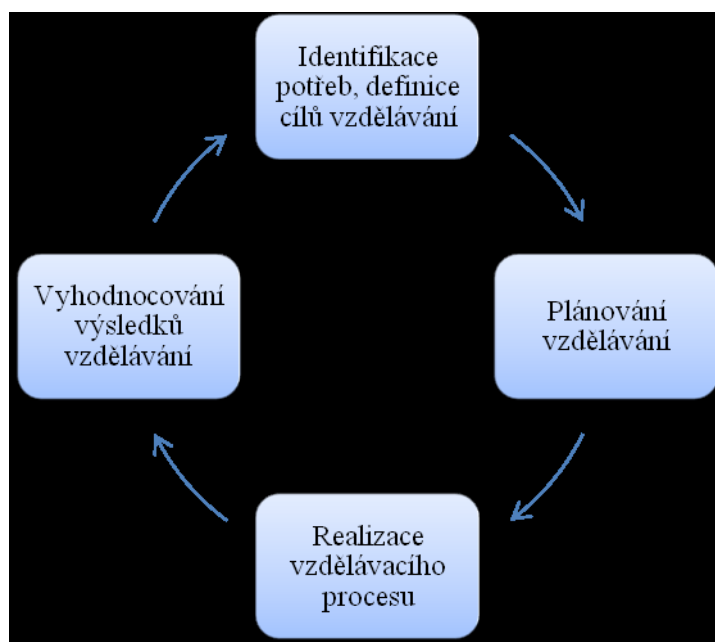 Identifikace
potřeb, definice
cílů vzdělávání
Plánování
vzdělávání
Realizace
vzdělávacího
procesu
Vyhodnocování
výsledků
vzdělávání